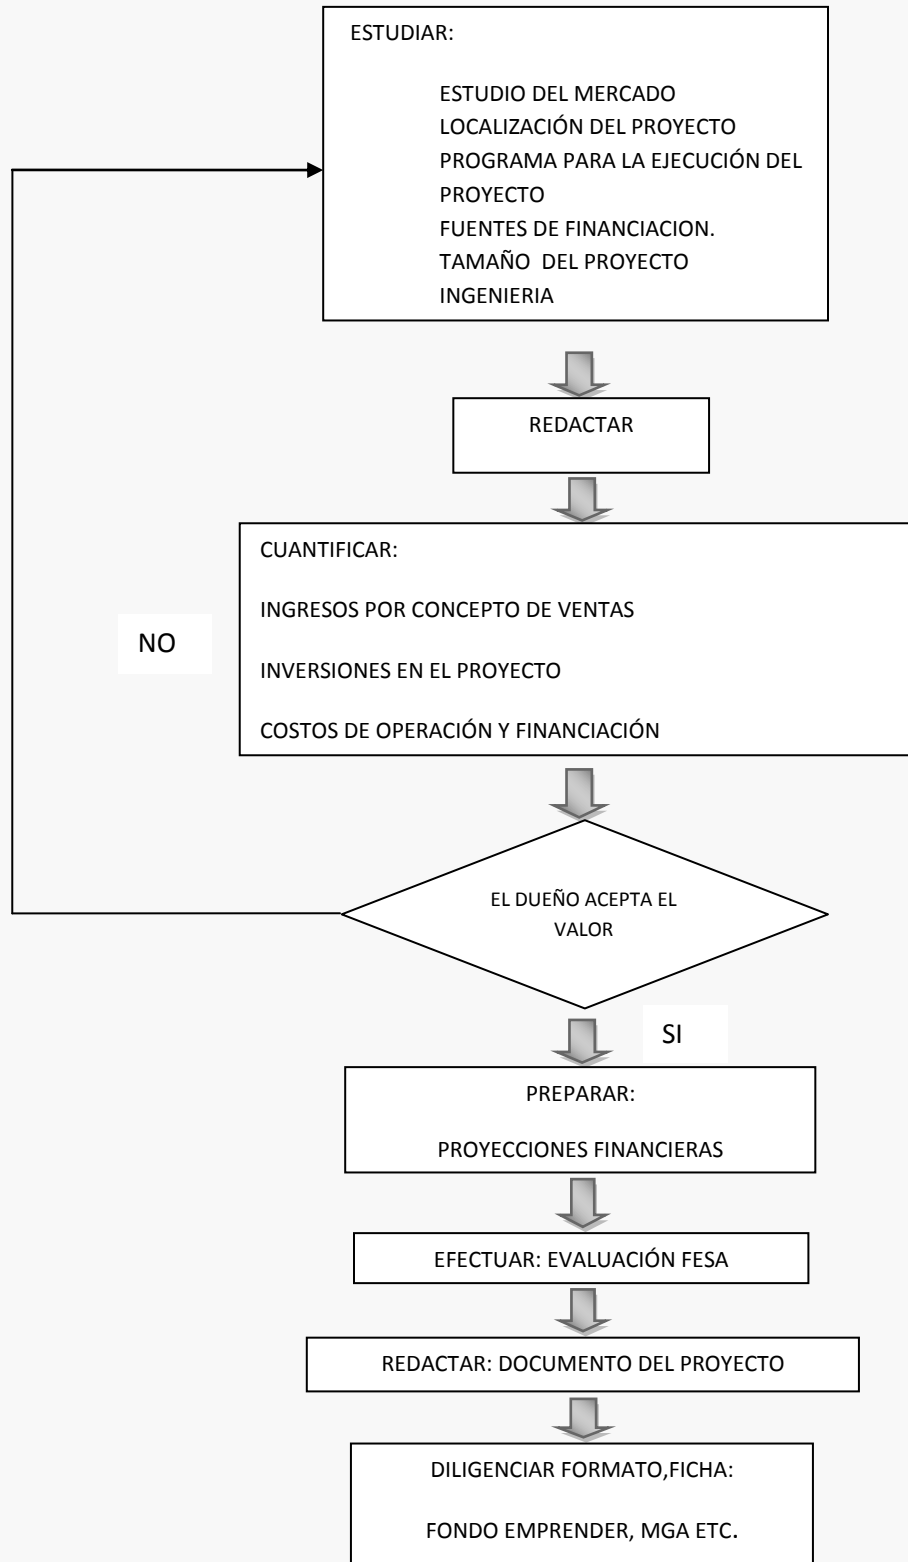 ESTUDIAR:
ESTUDIO DEL MERCADO
LOCALIZACIÓN DEL PROYECTO
PROGRAMA PARA LA EJECUCIÓN DEL
PROYECTO
FUENTES DE FINANCIACION.
TAMAÑO  DEL PROYECTO
INGENIERIA
REDACTAR
CUANTIFICAR:
INGRESOS POR CONCEPTO DE VENTAS
NO
INVERSIONES EN EL PROYECTO
COSTOS DE OPERACIÓN Y FINANCIACIÓN
EL DUEÑO ACEPTA EL
VALOR
SI
PREPARAR:
PROYECCIONES FINANCIERAS
EFECTUAR: EVALUACIÓN FESA
REDACTAR: DOCUMENTO DEL PROYECTO
DILIGENCIAR FORMATO,FICHA:
FONDO EMPRENDER, MGA ETC.